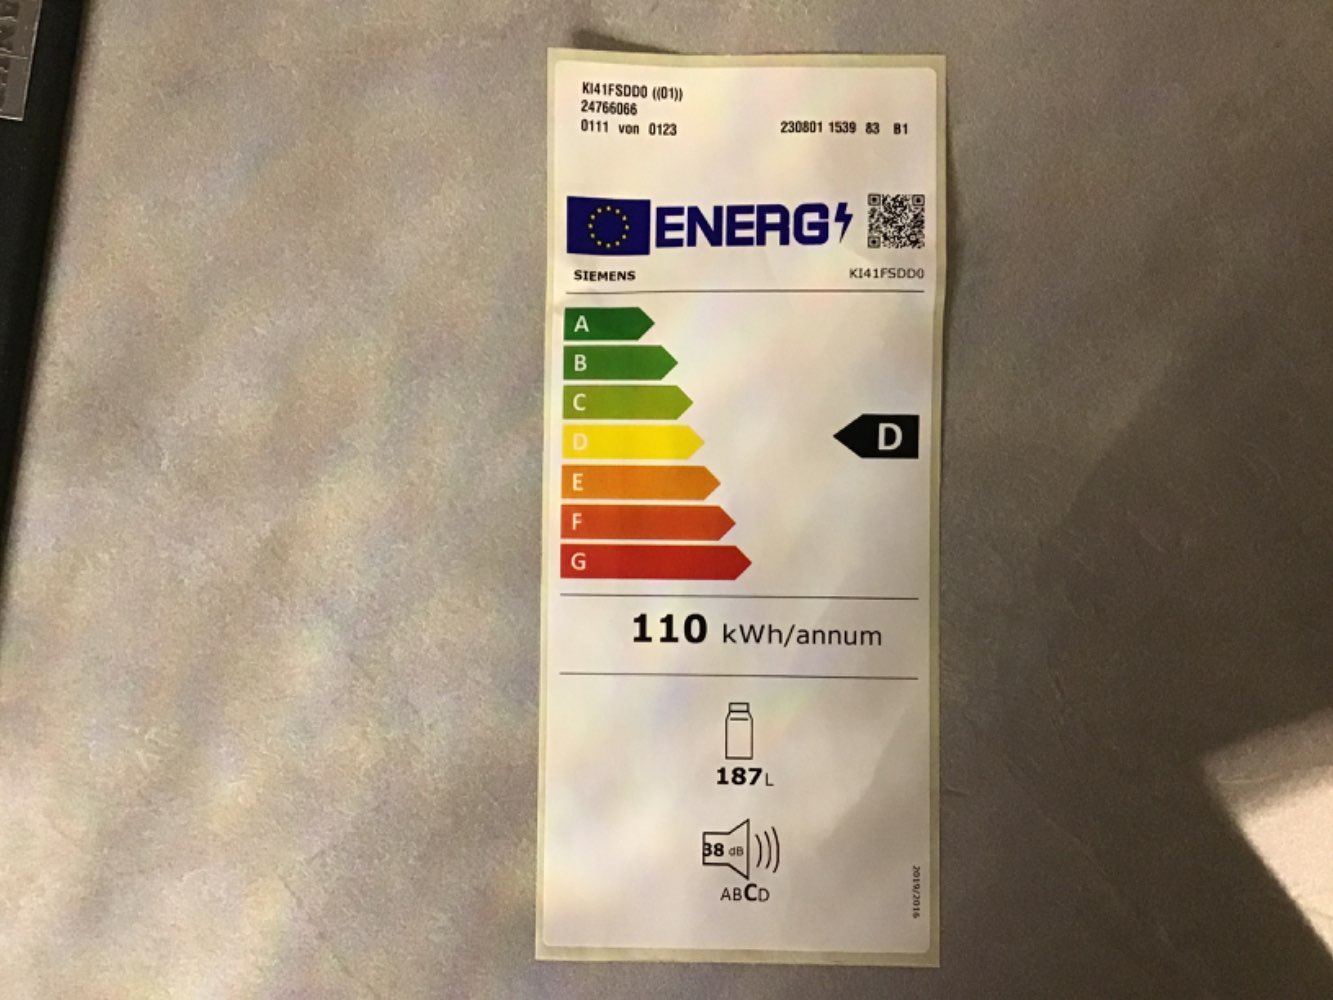 KI41FSDD0 ((01))
24766066
0111 von 0123 230801 1539 83 B1
ENERG
SIEMENS KI41FSDD0
A
B
C
D
D
E
F
G
110 kWh/annum
187L
38 dB
ABCD
2019/2016